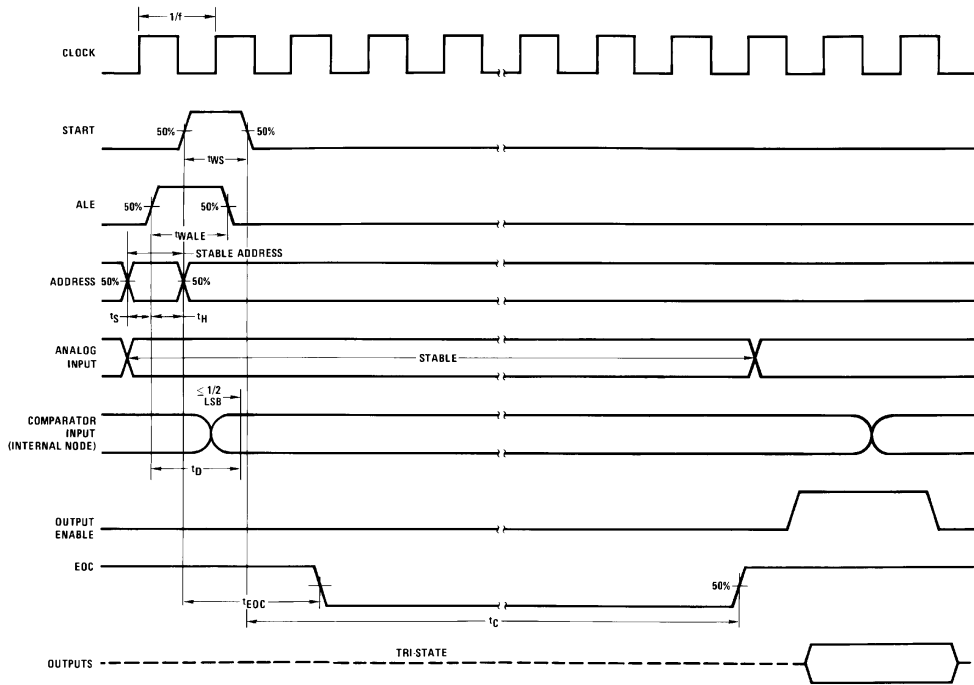 1/f
CLOCK
START
50%
50%
tWS
ALE
50%
50%
tWALE
STABLE ADDRESS
ADDRESS
50%
50%
tS
tH
ANALOG
INPUT
STABLE
≤ 1/2
LSB
COMPARATOR
INPUT
(INTERNAL NODE)
tD
OUTPUT
ENABLE
EOC
50%
tEOC
tC
TRI-STATE
OUTPUTS